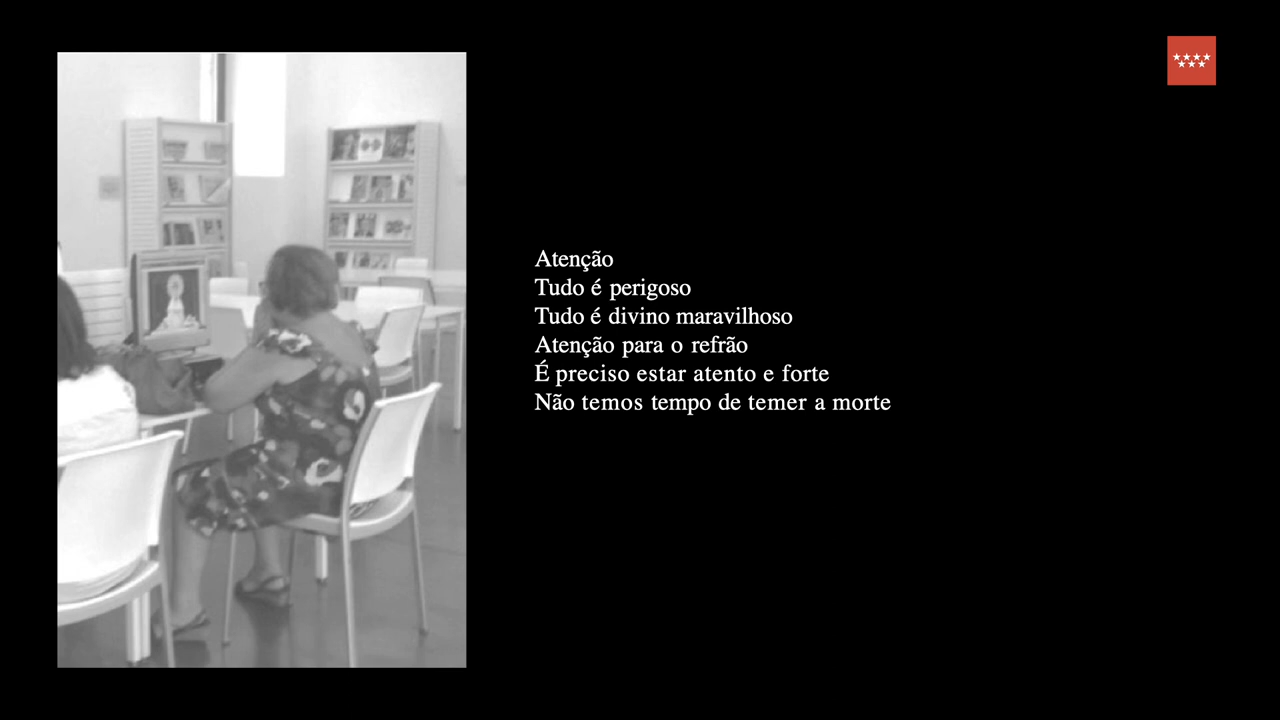 Atenção
Tudo é perigoso
Tudo é divino maravilhoso
Atenção para o refrão
É preciso estar atento e forte
Não temos tempo de temer a morte